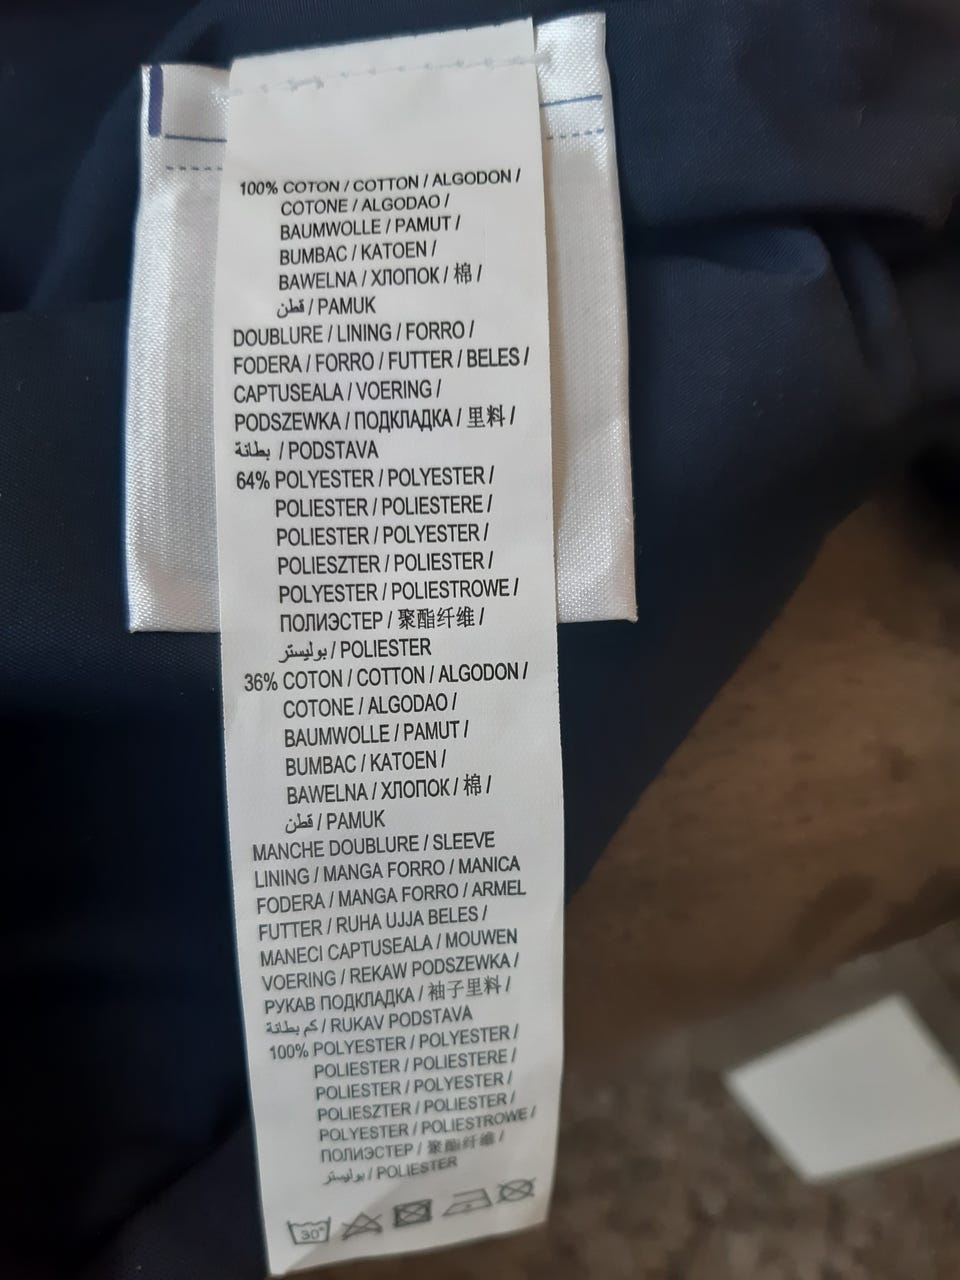 100% COTON / COTTON / ALGODON /
COTONE / ALGODAO /
BAUMWOLLE / PAMUT /
BUMBAC / KATOEN /
BAWELNA / ХЛОПОК / 棉 /
قطن / PAMUK
DOUBLURE / LINING / FORRO /
FODERA / FORRO / FUTTER / BELES /
CAPTUSEALA / VOERING /
PODSZEWKA / ПОДКЛАДКА / 里料 /
بطانة / PODSTAVA
64% POLYESTER / POLYESTER /
POLIESTER / POLIESTERE /
POLIESTER / POLYESTER /
POLIESZTER / POLIESTER /
POLYESTER / POLIESTROWE /
ПОЛИЭСТЕР / 聚酯纤维 /
بوليستر / POLIESTER
36% COTON / COTTON / ALGODON /
COTONE / ALGODAO /
BAUMWOLLE / PAMUT /
BUMBAC / KATOEN /
BAWELNA / ХЛОПОК / 棉 /
قطن / PAMUK
MANCHE DOUBLURE / SLEEVE
LINING / MANGA FORRO / MANICA
FODERA / MANGA FORRO / ARMEL
FUTTER / RUHA UJJA BELES /
MANECI CAPTUSEALA / MOUWEN
VOERING / REKAW PODSZEWKA /
РУКАВ ПОДКЛАДКА / 袖子里料 /
كم بطانة / RUKAV PODSTAVA
100% POLYESTER / POLYESTER /
POLIESTER / POLIESTERE /
POLIESTER / POLYESTER /
POLIESZTER / POLIESTER /
POLYESTER / POLIESTROWE /
ПОЛИЭСТЕР / 聚酯纤维 /
بوليستر / POLIESTER
30°